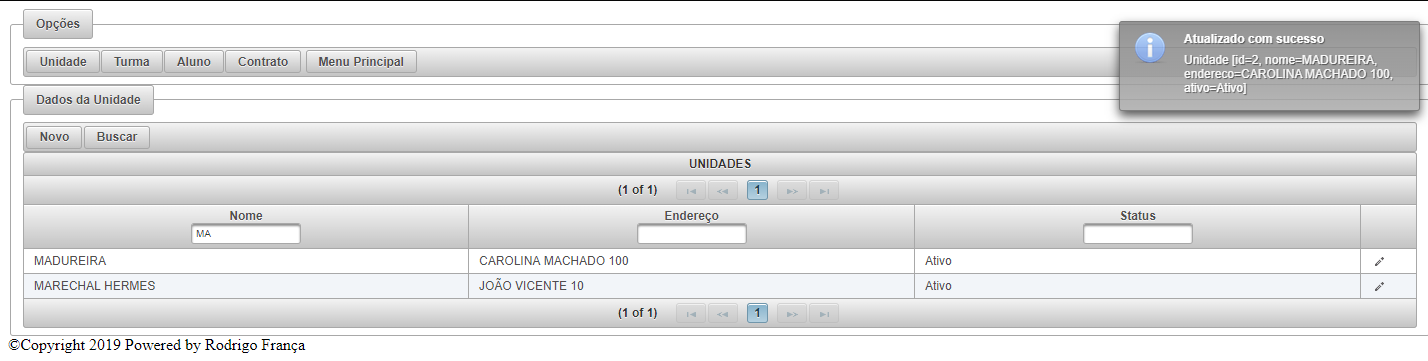 Opções
Unidade Turma Aluno Contrato Menu Principal
Atualizado com sucesso
Unidade [id=2, nome=MADUREIRA,
endereco=CAROLINA MACHADO 100,
ativo=Ativo]
Dados da Unidade
Novo Buscar
UNIDADES
(1 of 1) 1
Nome Endereço Status
MA
MADUREIRA CAROLINA MACHADO 100 Ativo
MARECHAL HERMES JOÃO VICENTE 10 Ativo
(1 of 1) 1
©Copyright 2019 Powered by Rodrigo França